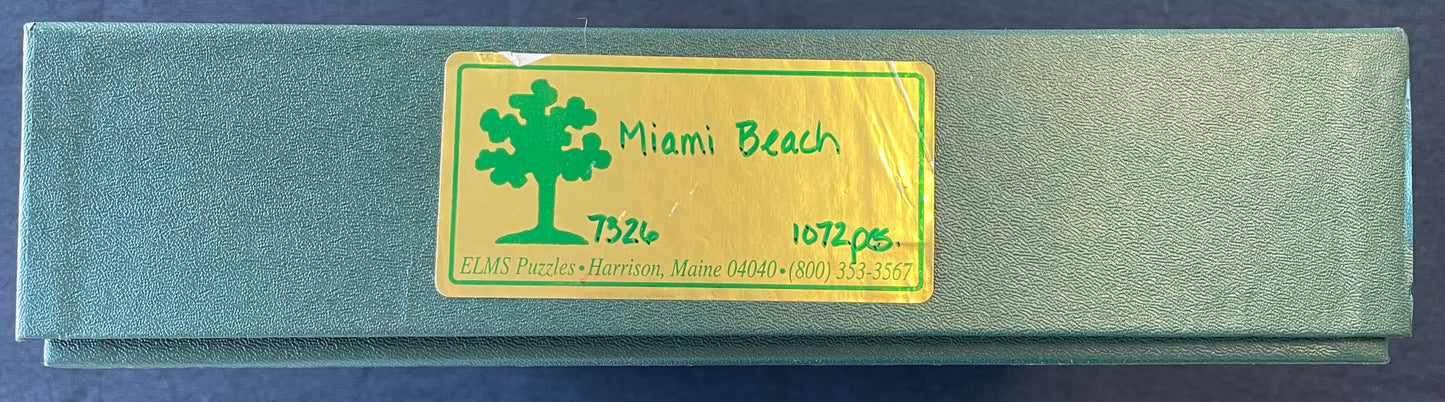 Miami Beach
7326 1072 pcs.
ELMS Puzzles • Harrison, Maine 04040 • (800) 353-3567